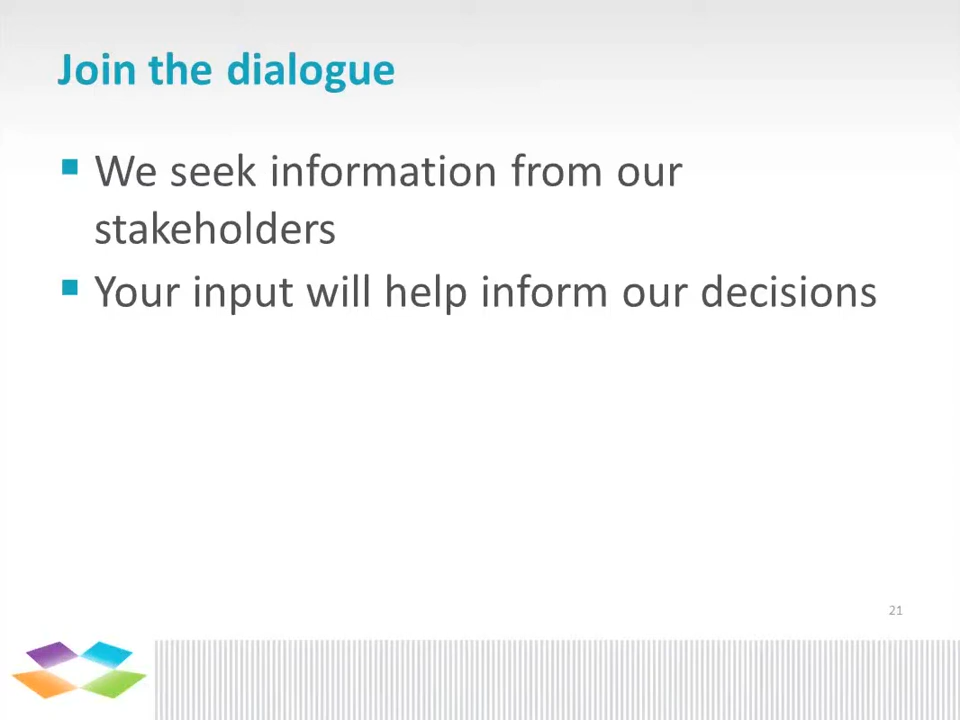 Join the dialogue
We seek information from our
stakeholders
Your input will help inform our decisions
21